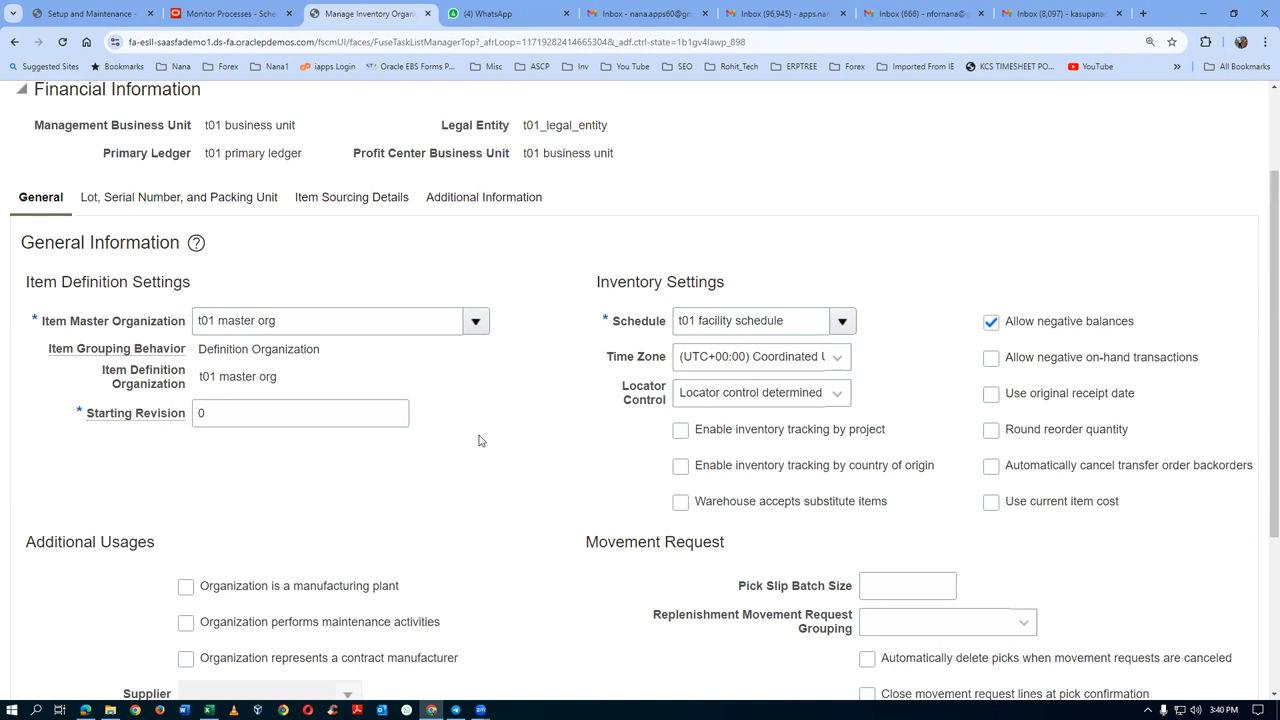 Setup and Maintenance -
Monitor Processes - Sche
Manage Inventory Organi
(4) WhatsApp
Inbox - nana.apps60@gm
Inbox (96,945) - apps.nan
Inbox (666) - nfornana@g
Inbox (8,097) - kasupana
fa-esll-saasfademo1.ds-fa.oraclepdemos.com/fscmUI/faces/FuseTaskListManagerTop?_afrLoop=117192824146653048&_adf.ctrl-state=1b1gv4lawp_898
Suggested Sites
Bookmarks
Nana
Forex
Nana1
iapps Login
Oracle EBS Forms P...
Misc
ASCP
Inv
You Tube
SEO
Rohit_Tech
ERPTREE
Forex
Imported From IE
KCS TIMESHEET PO...
YouTube
All Bookmarks
Financial Information
Management Business Unit t01 business unit
Legal Entity t01_legal_entity
Primary Ledger t01 primary ledger
Profit Center Business Unit t01 business unit
General
Lot, Serial Number, and Packing Unit
Item Sourcing Details
Additional Information
General Information ?
Item Definition Settings
* Item Master Organization t01 master org
Item Grouping Behavior Definition Organization
Item Definition
Organization t01 master org
* Starting Revision 0
Inventory Settings
* Schedule t01 facility schedule
Time Zone (UTC+00:00) Coordinated U
Locator
Control Locator control determined
Enable inventory tracking by project
Enable inventory tracking by country of origin
Warehouse accepts substitute items
Allow negative balances
Allow negative on-hand transactions
Use original receipt date
Round reorder quantity
Automatically cancel transfer order backorders
Use current item cost
Additional Usages
Organization is a manufacturing plant
Organization performs maintenance activities
Organization represents a contract manufacturer
Supplier
Movement Request
Pick Slip Batch Size
Replenishment Movement Request
Grouping
Automatically delete picks when movement requests are canceled
Close movement request lines at pick confirmation
3:40 PM